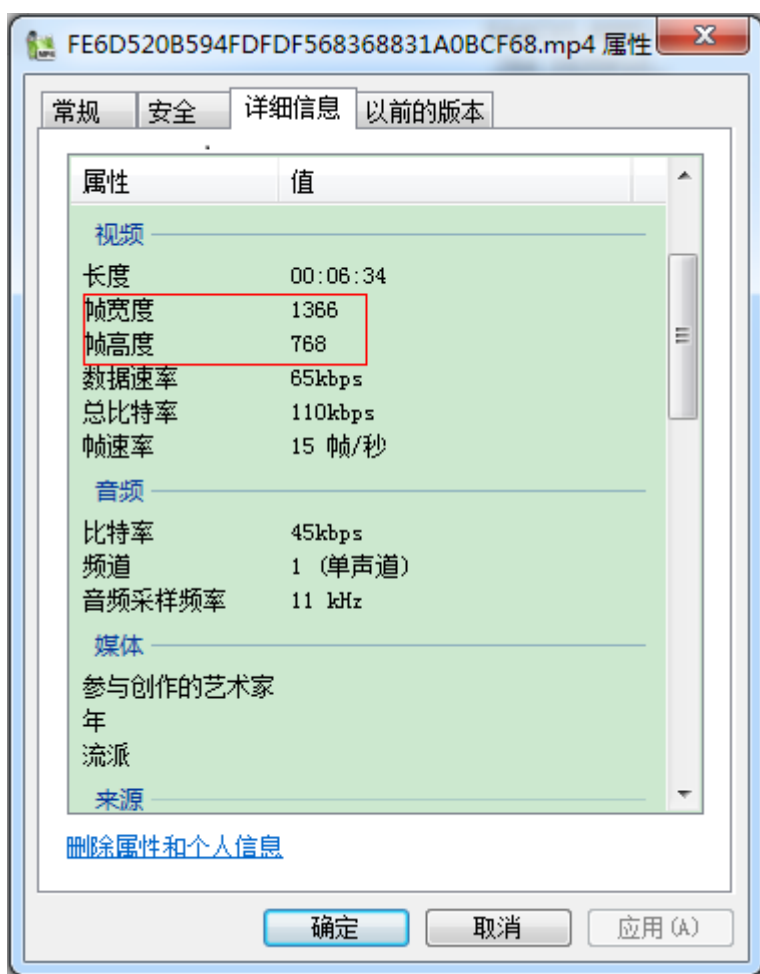 FE6D520B594FDFDF568368831A0BCF68.mp4 属性
常规 安全 详细信息 以前的版本
属性 值
视频
长度 00:06:34
帧宽度 1366
帧高度 768
数据速率 65kbps
总比特率 110kbps
帧速率 15 帧/秒
音频
比特率 45kbps
频道 1 (单声道)
音频采样频率 11 kHz
媒体
参与创作的艺术家
年
流派
来源
删除属性和个人信息
确定 取消 应用(A)